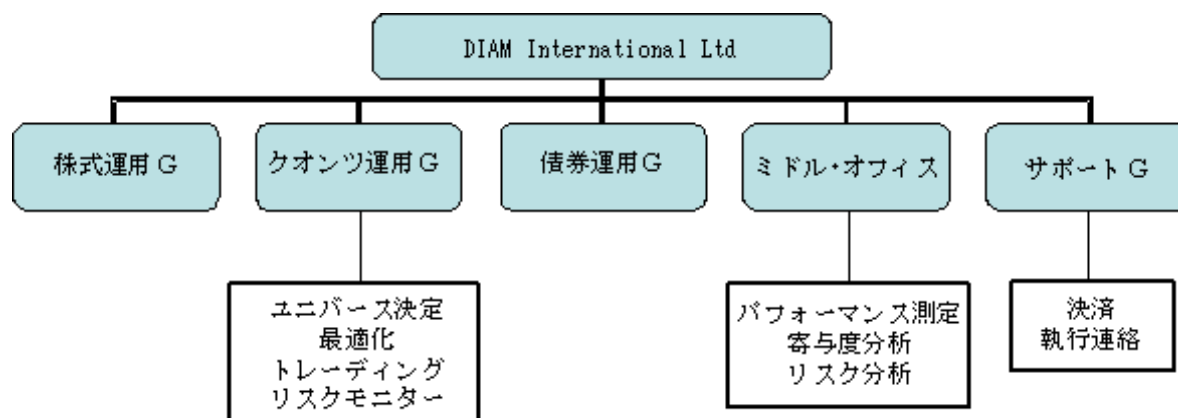 DIAM International Ltd
株式運用G
クオンツ運用G
債券運用G
ミドル・オフィス
サポートG
ユニバース決定
最適化
トレーディング
リスクモニター
パフォーマンス測定
寄与度分析
リスク分析
決済
執行連絡